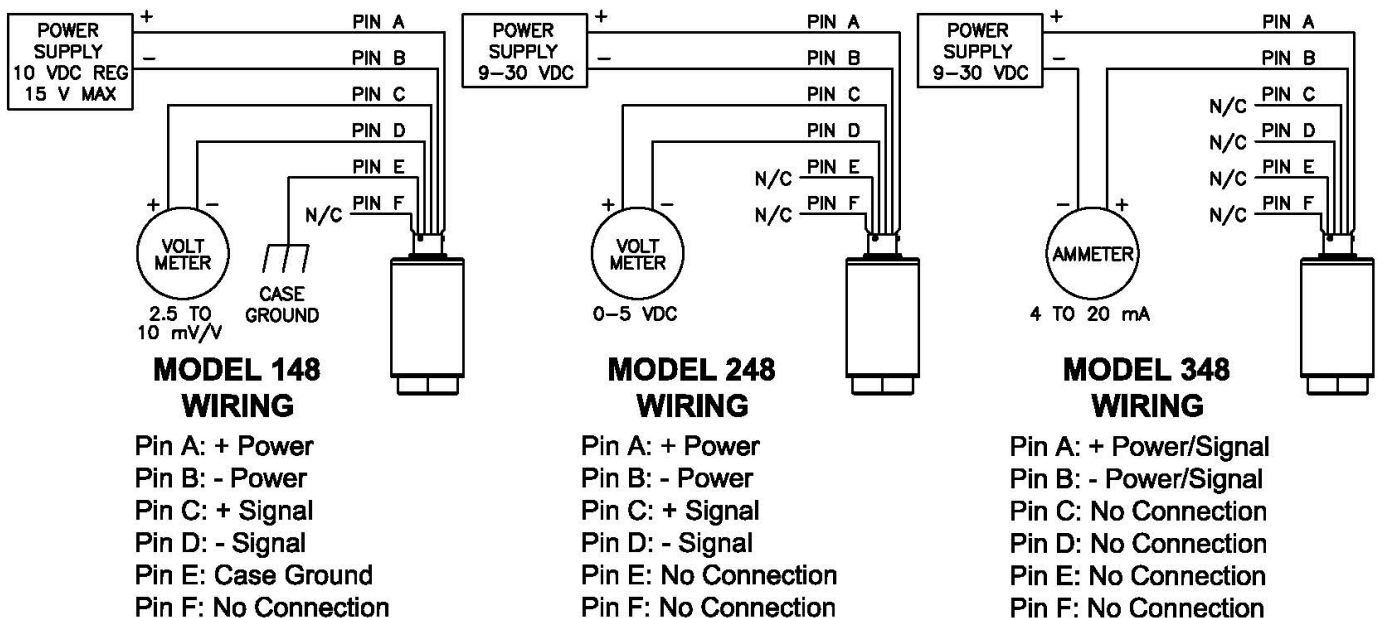 POWER
SUPPLY
10 VDC REG
15 V MAX
+
−
PIN A
PIN B
PIN C
PIN D
PIN E
N/C PIN F
+ −
VOLT
METER
2.5 TO
10 mV/V
CASE
GROUND
MODEL 148
WIRING
Pin A: + Power
Pin B: - Power
Pin C: + Signal
Pin D: - Signal
Pin E: Case Ground
Pin F: No Connection
POWER
SUPPLY
9−30 VDC
+
−
PIN A
PIN B
PIN C
PIN D
N/C PIN E
N/C PIN F
+ −
VOLT
METER
0−5 VDC
MODEL 248
WIRING
Pin A: + Power
Pin B: - Power
Pin C: + Signal
Pin D: - Signal
Pin E: No Connection
Pin F: No Connection
POWER
SUPPLY
9−30 VDC
+
−
PIN A
PIN B
N/C PIN C
N/C PIN D
N/C PIN E
N/C PIN F
− +
AMMETER
4 TO 20 mA
MODEL 348
WIRING
Pin A: + Power/Signal
Pin B: - Power/Signal
Pin C: No Connection
Pin D: No Connection
Pin E: No Connection
Pin F: No Connection